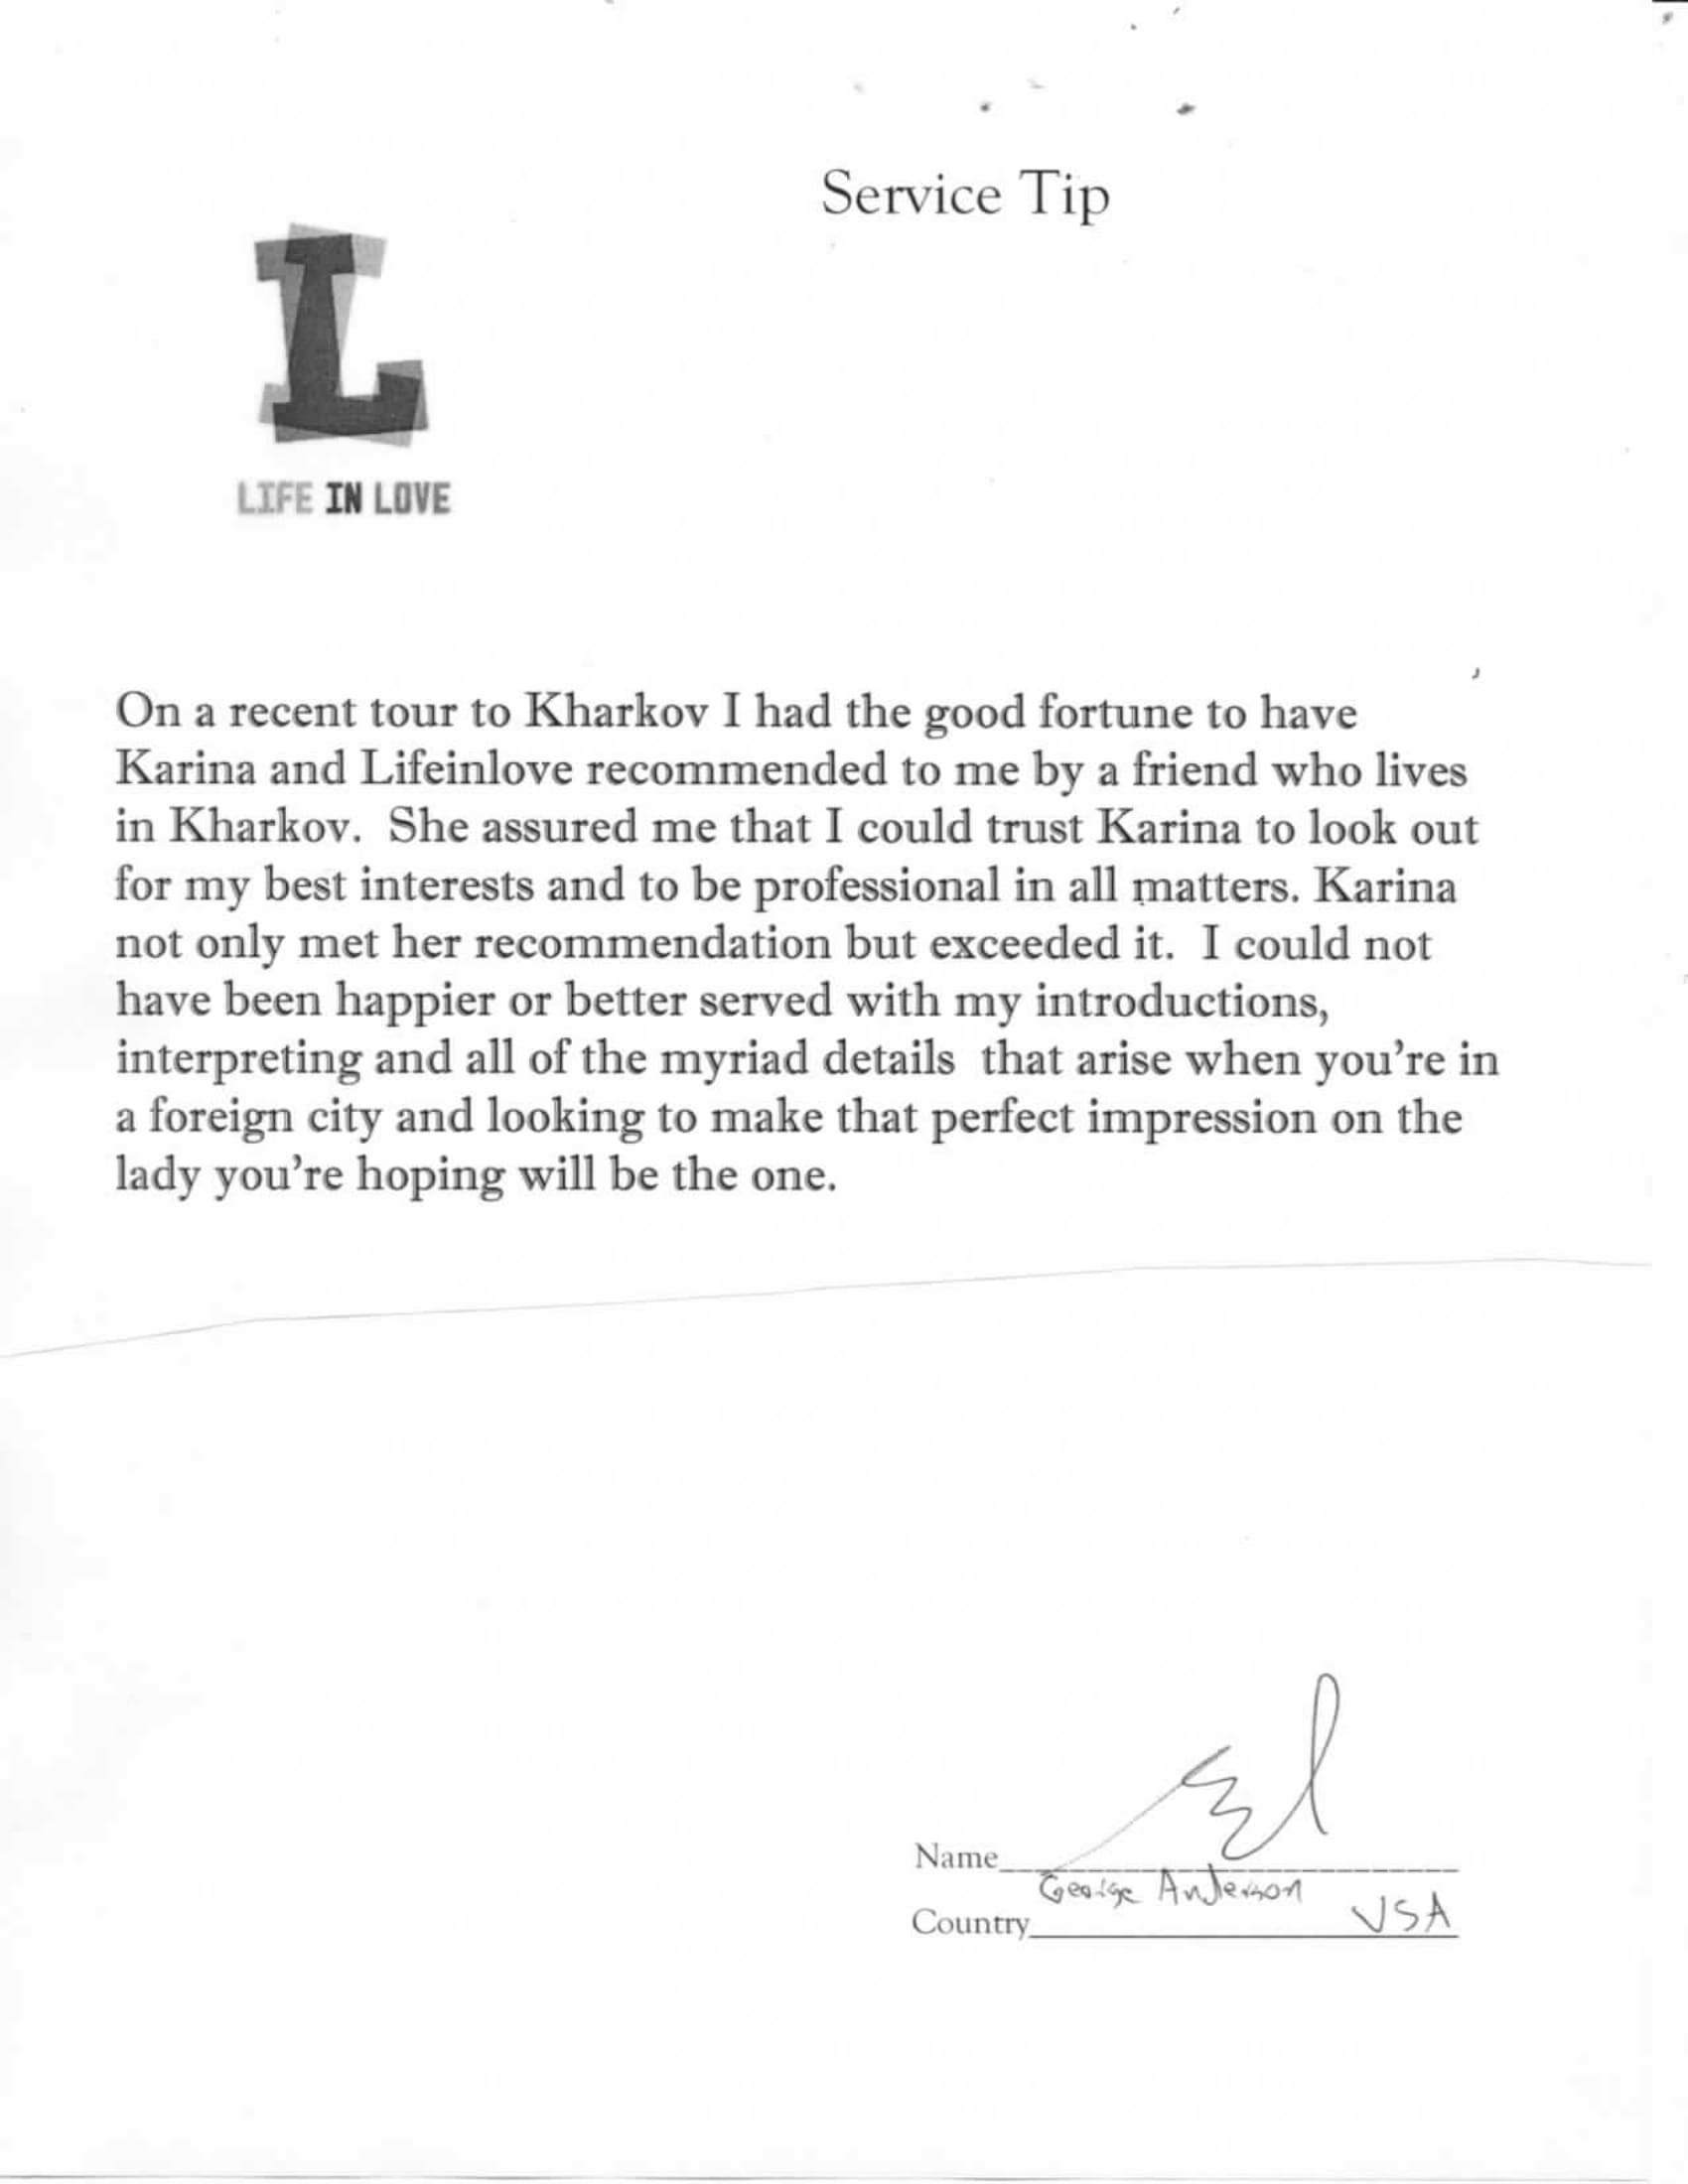 Service Tip
L
LIFE IN LOVE
On a recent tour to Kharkov I had the good fortune to have
Karina and Lifeinlove recommended to me by a friend who lives
in Kharkov.  She assured me that I could trust Karina to look out
for my best interests and to be professional in all matters. Karina
not only met her recommendation but exceeded it.  I could not
have been happier or better served with my introductions,
interpreting and all of the myriad details  that arise when you're in
a foreign city and looking to make that perfect impression on the
lady you're hoping will be the one.
Name
George Anderson
Country USA